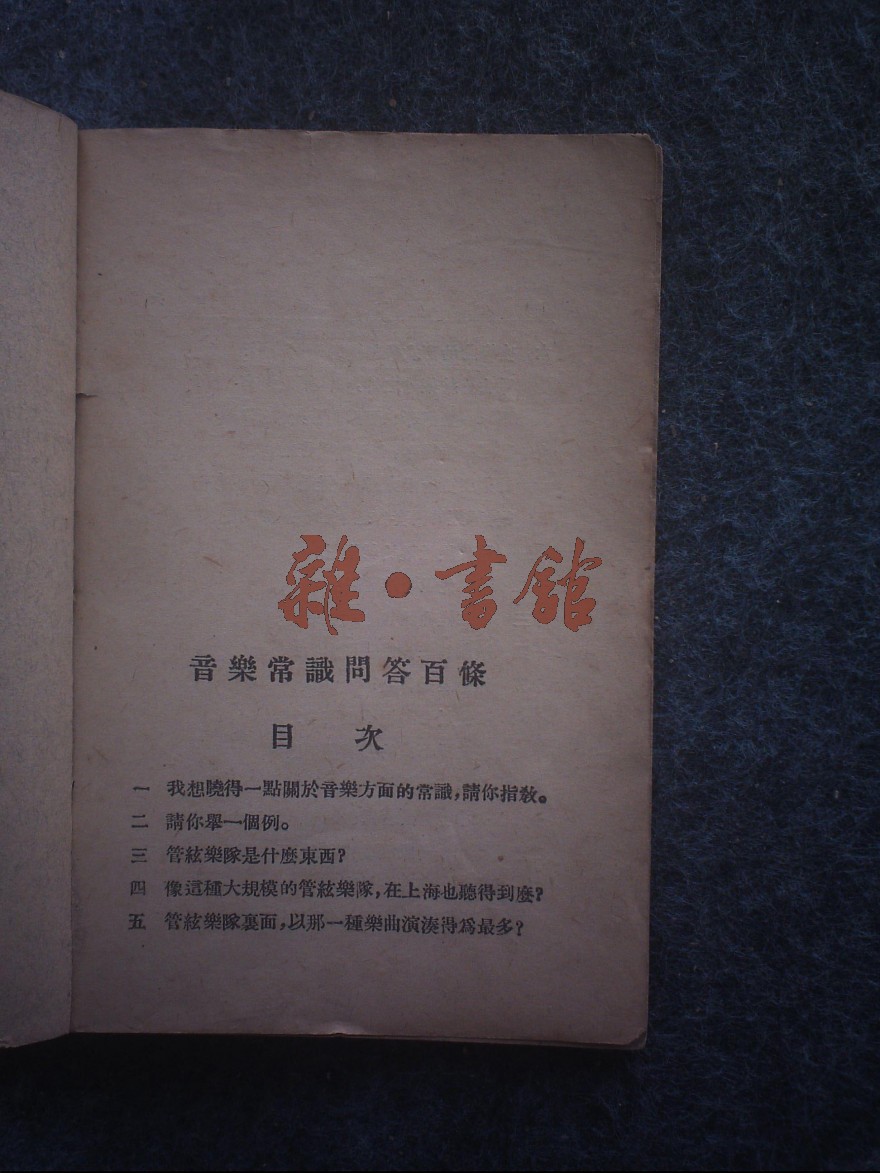 雜·書館
音樂常識問答百條
目 次
一 我想曉得一點關於音樂方面的常識,請你指教。
二 請你舉一個例。
三 管絃樂隊是什麼東西?
四 像這種大規模的管絃樂隊,在上海也聽得到麼?
五 管絃樂隊裏面,以那一種樂曲演湊得爲最多?